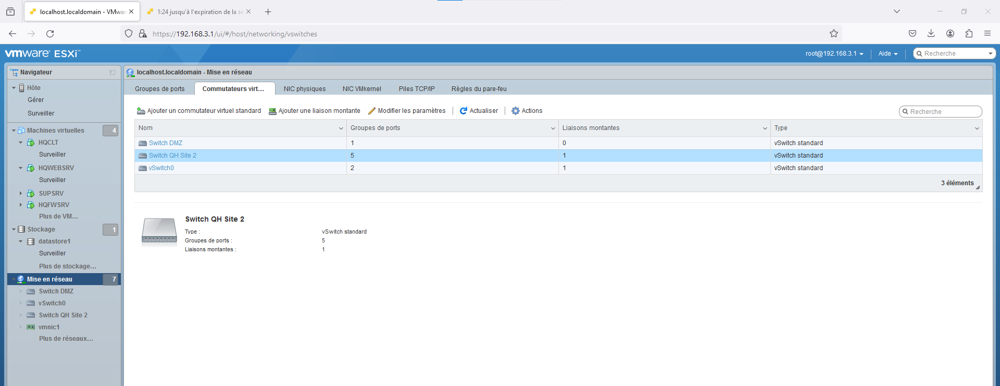 localhost.localdomain - VMwar
1:24 jusqu'à l'expiration de la se
https://192.168.3.1/ui/#/host/networking/vswitches
vmware ESXi™
root@192.168.3.1
Aide
Recherche
Navigateur
localhost.localdomain - Mise en réseau
Hôte
Gérer
Surveiller
Machines virtuelles
4
HQCLT
Surveiller
HQWEBSRV
Surveiller
SUPSRV
HQFWSRV
Plus de VM...
Stockage
1
datastore1
Surveiller
Plus de stockage...
Mise en réseau
7
Switch DMZ
vSwitch0
Switch QH Site 2
vmnic1
Plus de réseaux...
Groupes de ports
Commutateurs virt...
NIC physiques
NIC VMkernel
Piles TCP/IP
Règles du pare-feu
Ajouter un commutateur virtuel standard
Ajouter une liaison montante
Modifier les paramètres
Actualiser
Actions
Recherche
Nom
Groupes de ports
Liaisons montantes
Type
Switch DMZ
1
0
vSwitch standard
Switch QH Site 2
5
1
vSwitch standard
vSwitch0
2
1
vSwitch standard
3 éléments
Switch QH Site 2
Type :
vSwitch standard
Groupes de ports :
5
Liaisons montantes :
1